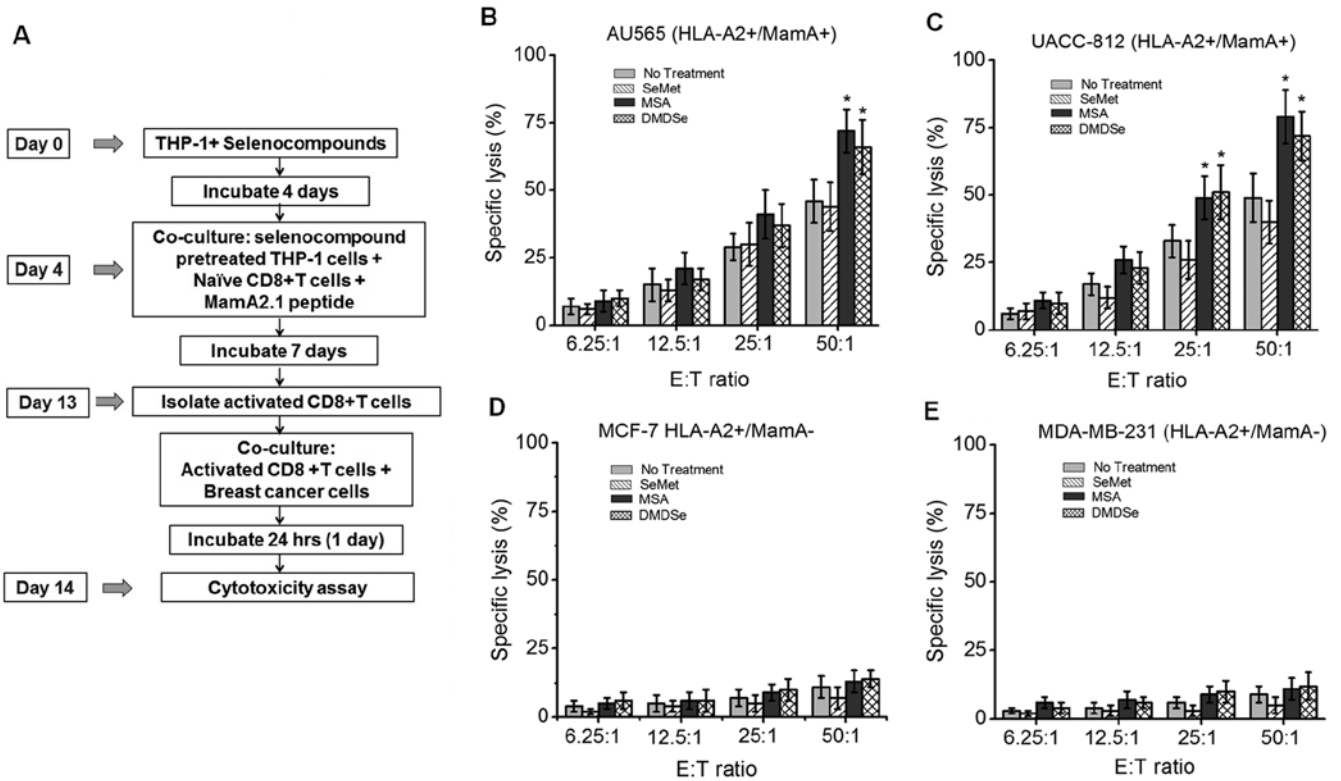 A
Day 0
THP-1+ Selenocompounds
Incubate 4 days
Day 4
Co-culture: selenocompound
pretreated THP-1 cells +
Naïve CD8+T cells +
MamA2.1 peptide
Incubate 7 days
Day 13
Isolate activated CD8+T cells
Co-culture:
Activated CD8 +T cells +
Breast cancer cells
Incubate 24 hrs (1 day)
Day 14
Cytotoxicity assay
B
AU565 (HLA-A2+/MamA+)
100
75
50
25
0
Specific lysis (%)
No Treatment
SeMet
MSA
DMDSe
* *
6.25:1 12.5:1 25:1 50:1
E:T ratio
C
UACC-812 (HLA-A2+/MamA+)
100
75
50
25
0
Specific lysis (%)
No Treatment
SeMet
MSA
DMDSe
* * * *
6.25:1 12.5:1 25:1 50:1
E:T ratio
D
MCF-7 HLA-A2+/MamA-
100
75
50
25
0
Specific lysis (%)
No Treatment
SeMet
MSA
DMDSe
6.25:1 12.5:1 25:1 50:1
E:T ratio
E
MDA-MB-231 (HLA-A2+/MamA-)
100
75
50
25
0
Specific lysis (%)
No Treatment
SeMet
MSA
DMDSe
6.25:1 12.5:1 25:1 50:1
E:T ratio